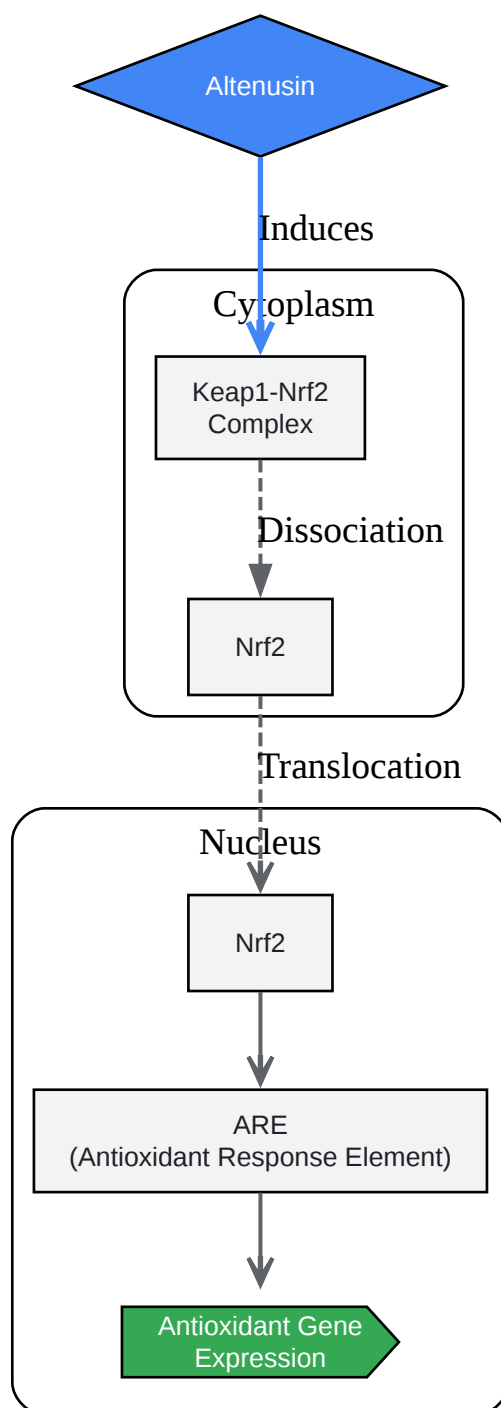 Altenusin
Induces
Cytoplasm
Keap1-Nrf2
Complex
Dissociation
Nrf2
Translocation
Nucleus
Nrf2
ARE
(Antioxidant Response Element)
Antioxidant Gene
Expression